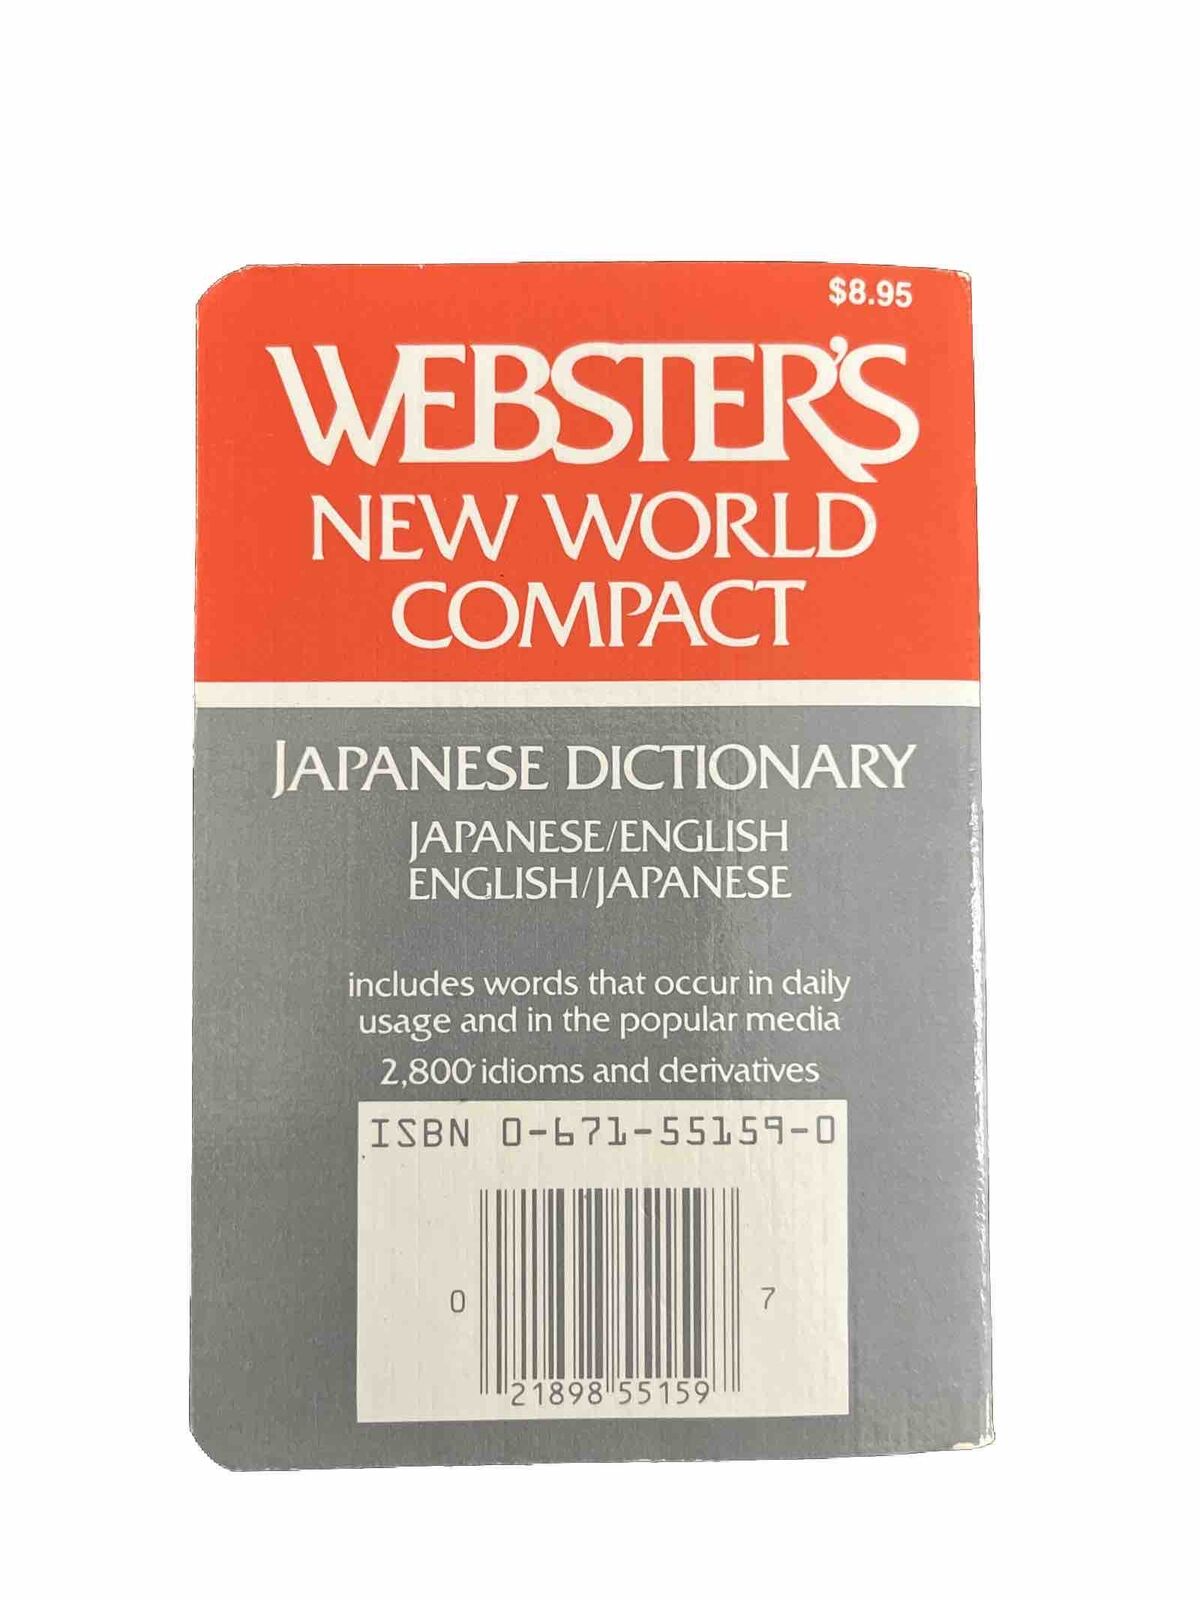 $8.95
WEBSTER'S
NEW WORLD
COMPACT
JAPANESE DICTIONARY
JAPANESE/ENGLISH
ENGLISH/JAPANESE
includes words that occur in daily
usage and in the popular media
2,800 idioms and derivatives
ISBN 0-671-55159-0
0 21898 55159 7